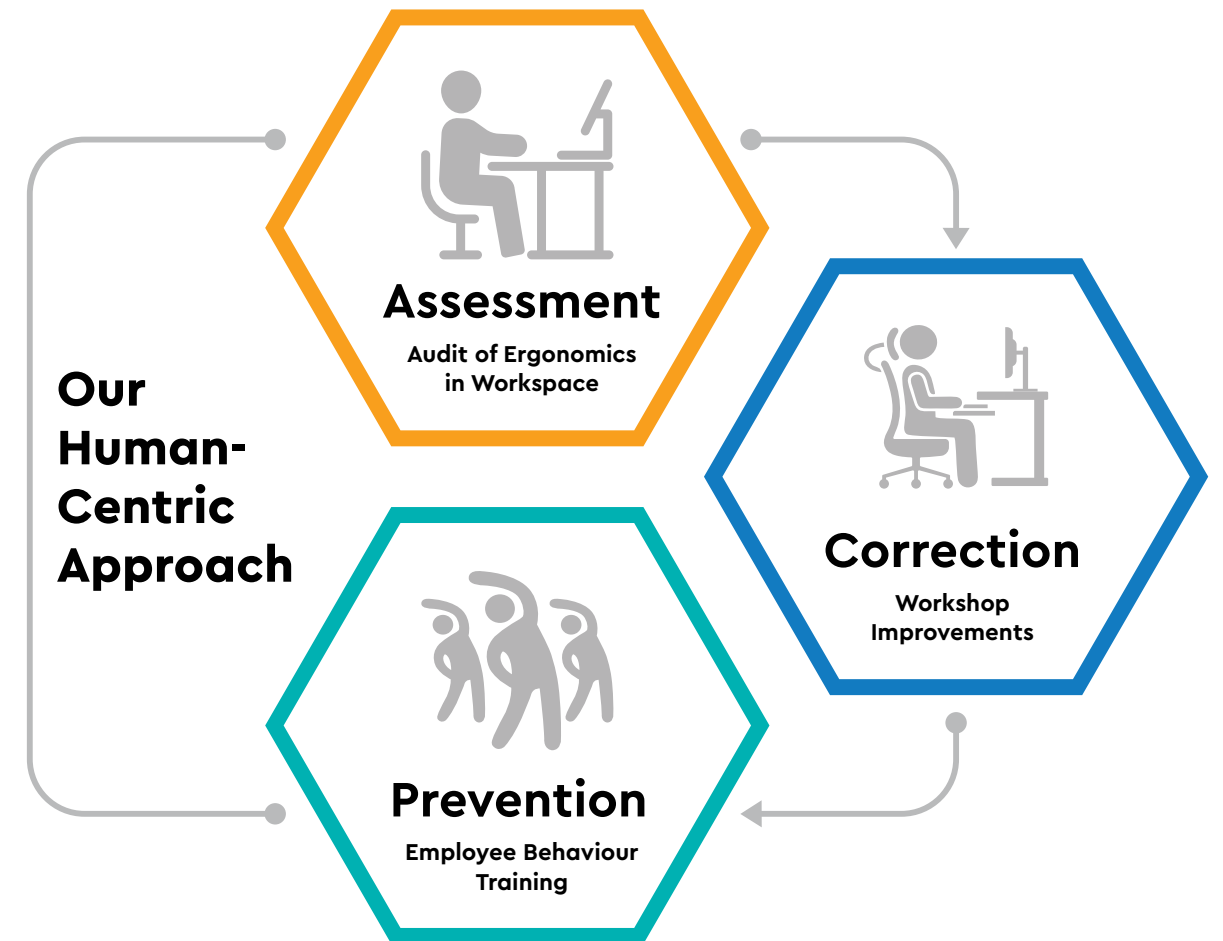 Our
Human-
Centric
Approach
Assessment
Audit of Ergonomics
in Workspace
Correction
Workshop
Improvements
Prevention
Employee Behaviour
Training